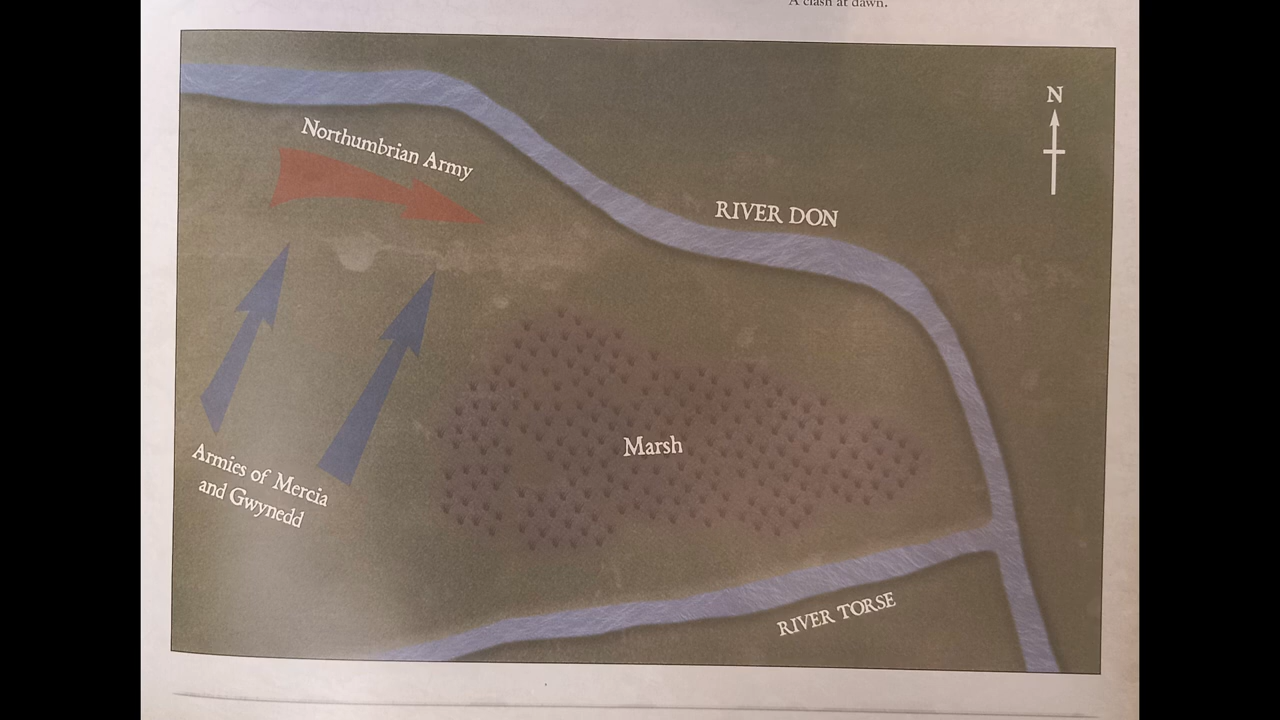 A clash at dawn.
N
Northumbrian Army
RIVER DON
Marsh
Armies of Mercia
and Gwynedd
RIVER TORSE